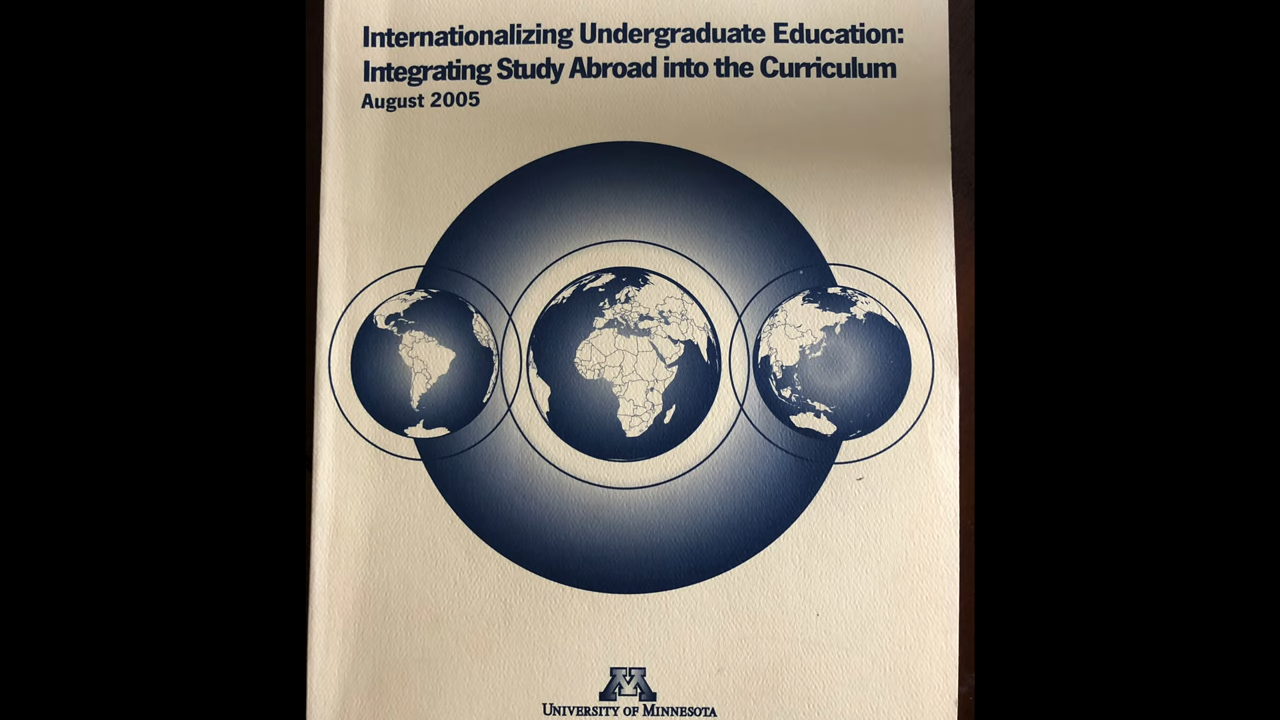 Internationalizing Undergraduate Education:
Integrating Study Abroad into the Curriculum
August 2005
M
UNIVERSITY OF MINNESOTA